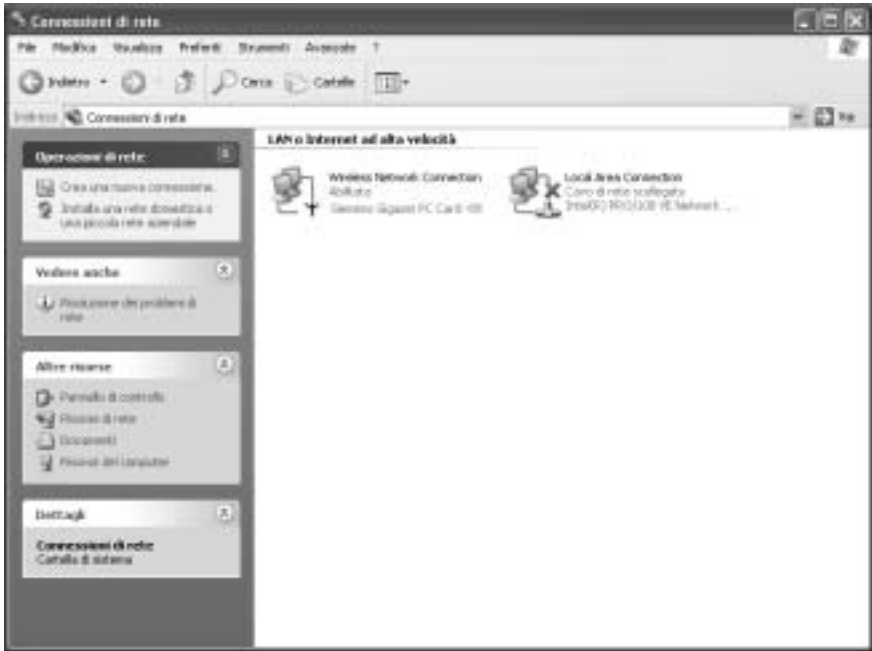 Connessioni di rete
File Modifica Visualizza Preferiti Strumenti Avanzate ?
Indietro Cerca Cartelle
Indirizzo Connessioni di rete Vai
LAN o Internet ad alta velocità
Operazioni di rete
Crea una nuova connessione
Installa una rete domestica o
una piccola rete aziendale
Vedere anche
Risoluzione dei problemi di
rete
Altre risorse
Pannello di controllo
Risorse di rete
Documenti
Risorse del computer
Dettagli
Connessioni di rete
Cartella di sistema
Wireless Network Connection
Abilitato
Siemens Gigaset PC Card
Local Area Connection
Cavo di rete scollegato
Intel(R) PRO/100 VE Network ...